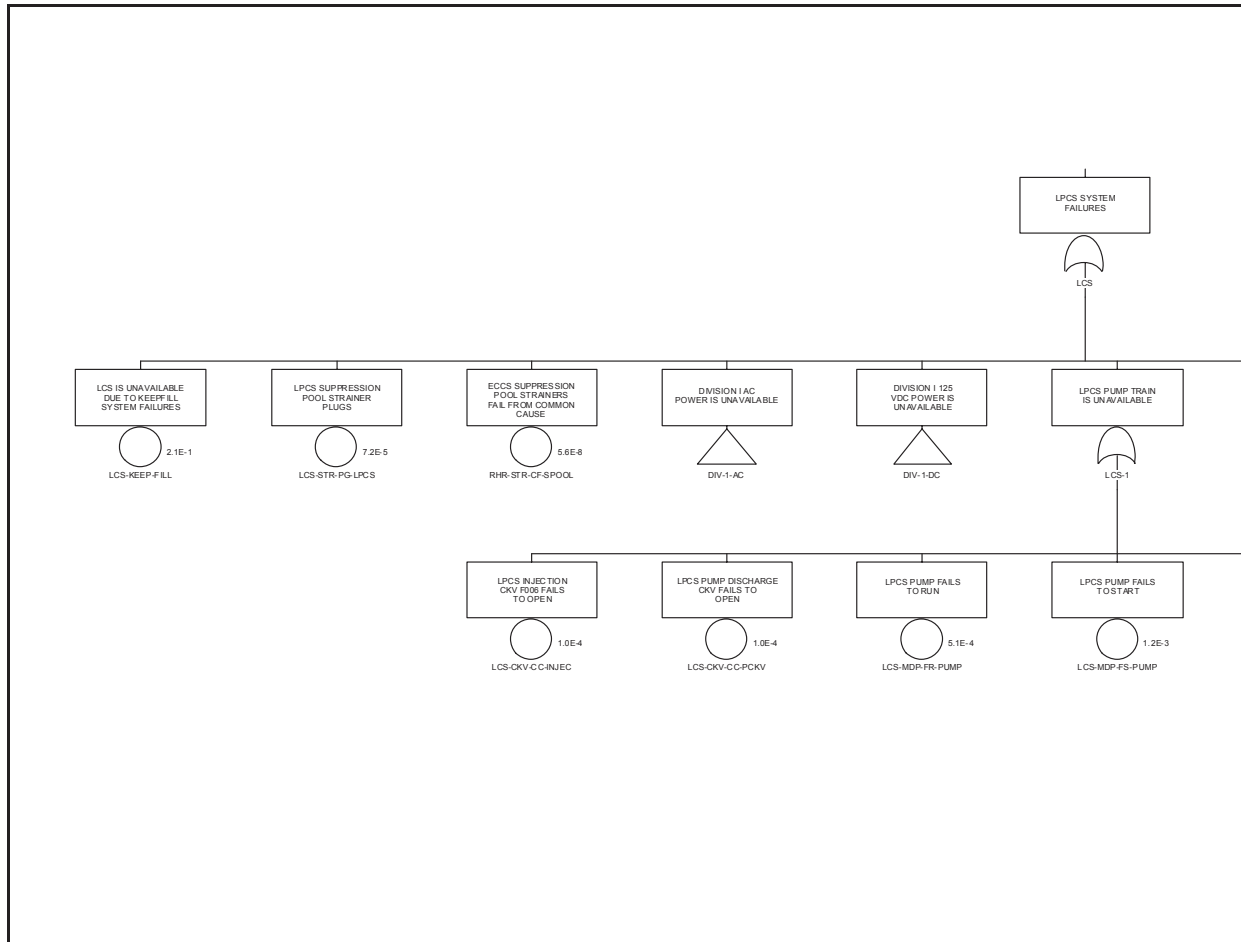 LPCS SYSTEM
FAILURES
LCS
LCS IS UNAVAILABLE
DUE TO KEEPFILL
SYSTEM FAILURES
2.1E-1
LCS-KEEP-FILL
LPCS SUPPRESSION
POOL STRAINER
PLUGS
7.2E-5
LCS-STR-PG-LPCS
ECCS SUPPRESSION
POOL STRAINERS
FAIL FROM COMMON
CAUSE
5.6E-8
RHR-STR-CF-SPOOL
DIVISION I AC
POWER IS UNAVAILABLE
DIV-1-AC
DIVISION I 125
VDC POWER IS
UNAVAILABLE
DIV-1-DC
LPCS PUMP TRAIN
IS UNAVAILABLE
LCS-1
LPCS INJECTION
CKV F006 FAILS
TO OPEN
1.0E-4
LCS-CKV-CC-INJEC
LPCS PUMP DISCHARGE
CKV FAILS TO
OPEN
1.0E-4
LCS-CKV-CC-PCKV
LPCS PUMP FAILS
TO RUN
5.1E-4
LCS-MDP-FR-PUMP
LPCS PUMP FAILS
TO START
1.2E-3
LCS-MDP-FS-PUMP